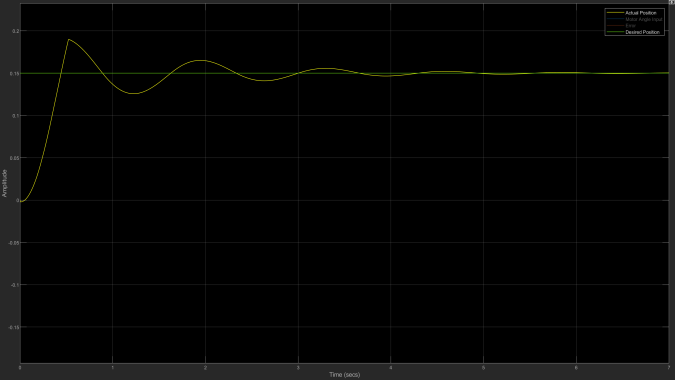 Actual Position
Motor Angle Input
Error
Desired Position
0.2
0.15
0.1
0.05
0
-0.05
-0.1
-0.15
Amplitude
0 1 2 3 4 5 6 7
Time (secs)